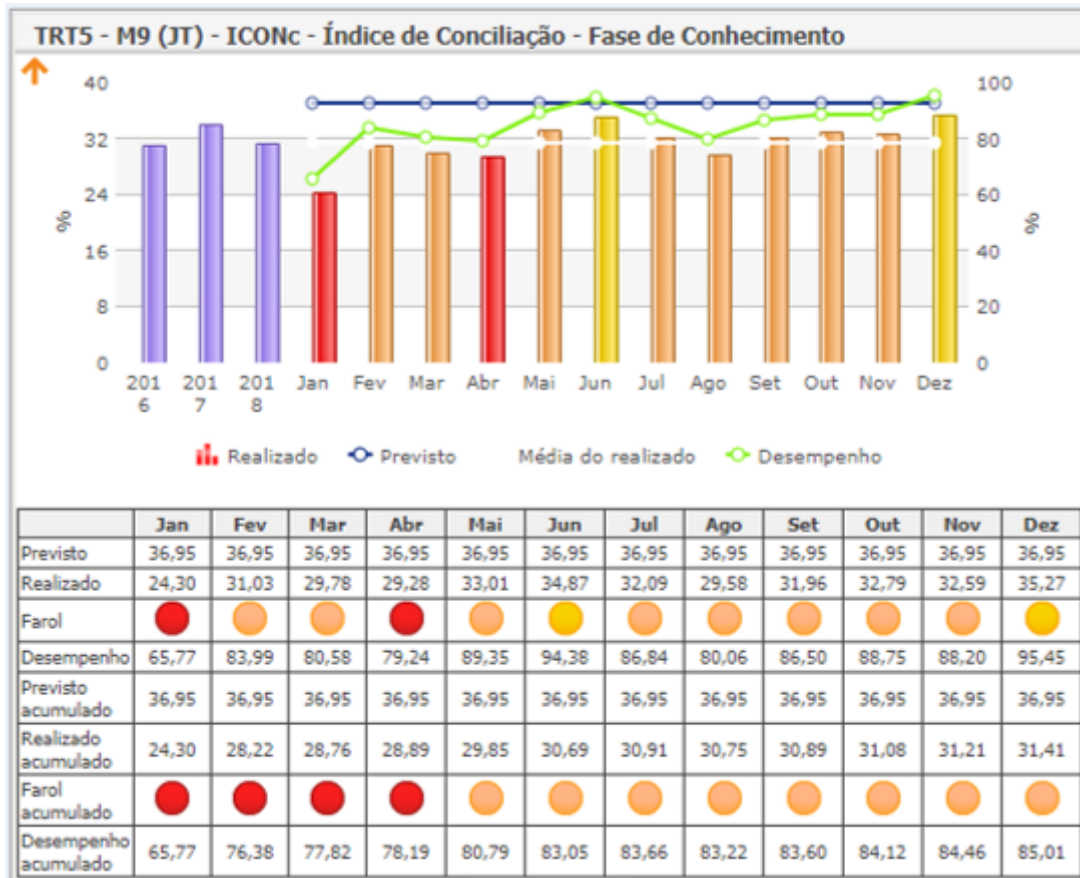 TRT5 - M9 (JT) - ICONc - Índice de Conciliação - Fase de Conhecimento
40 100
32 80
24 60
% %
16 40
8 20
0 0
201 201 201 Jan Fev Mar Abr Mai Jun Jul Ago Set Out Nov Dez
6 7 8
Realizado Previsto Média do realizado Desempenho
Jan Fev Mar Abr Mai Jun Jul Ago Set Out Nov Dez
Previsto 36,95 36,95 36,95 36,95 36,95 36,95 36,95 36,95 36,95 36,95 36,95 36,95
Realizado 24,30 31,03 29,78 29,28 33,01 34,87 32,09 29,58 31,96 32,79 32,59 35,27
Farol
Desempenho 65,77 83,99 80,58 79,24 89,35 94,38 86,84 80,06 86,50 88,75 88,20 95,45
Previsto
acumulado 36,95 36,95 36,95 36,95 36,95 36,95 36,95 36,95 36,95 36,95 36,95 36,95
Realizado
acumulado 24,30 28,22 28,76 28,89 29,85 30,69 30,91 30,75 30,89 31,08 31,21 31,41
Farol
acumulado
Desempenho
acumulado 65,77 76,38 77,82 78,19 80,79 83,05 83,66 83,22 83,60 84,12 84,46 85,01